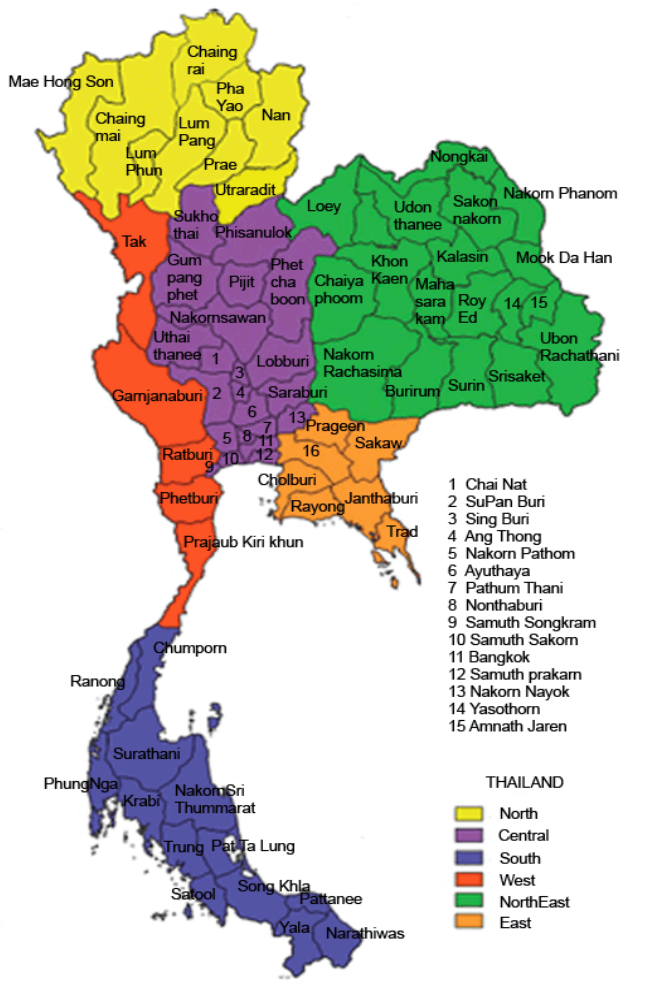 Chaing
rai
Mae Hong Son
Pha
Yao
Nan
Chaing
mai
Lum
Pang
Lum
Phun
Prae
Utraradit
Nongkai
Nakorn Phanom
Loey
Udon
thanee
Sakon
nakorn
Sukho
thai
Phisanulok
Tak
Gum
pang
phet
Pijit
Phet
cha
boon
Chaiya
phoom
Khon
Kaen
Kalasin
Mook Da Han
Maha
sara
kam
Roy
Ed
14
15
Nakornsawan
Uthai
thanee
1
3
Lobburi
Nakorn
Rachasima
Ubon
Rachathani
Garnjanaburi
2
4
Saraburi
Burirum
Surin
Srisaket
6
13
7
Prageen
5
8
11
Sakaw
Ratburi
9
10
12
16
Cholburi
Phetburi
Rayong
Janthaburi
Trad
Prajaub Kiri khun
1 Chai Nat
2 SuPan Buri
3 Sing Buri
4 Ang Thong
5 Nakorn Pathom
6 Ayuthaya
7 Pathum Thani
8 Nonthaburi
9 Samuth Songkram
10 Samuth Sakorn
11 Bangkok
12 Samuth prakarn
13 Nakorn Nayok
14 Yasothorn
15 Amnath Jaren
Chumporn
Ranong
Surathani
PhungNga
Krabi
NakornSri
Thummarat
Trung
Pat Ta Lung
Satool
Song Khla
Pattanee
Yala
Narathiwas
THAILAND
North
Central
South
West
NorthEast
East